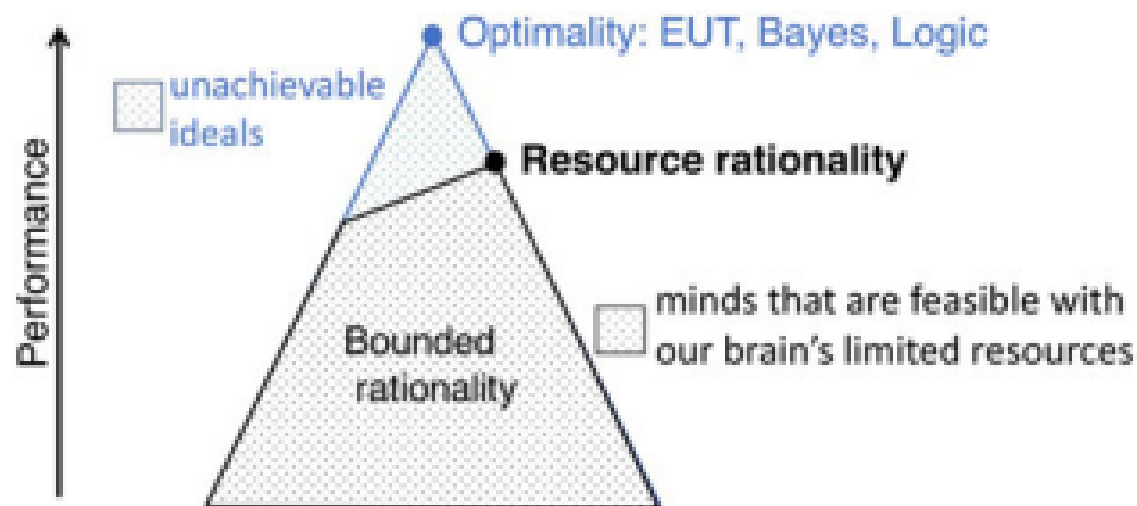 Optimality: EUT, Bayes, Logic
unachievable
ideals
Resource rationality
Performance
minds that are feasible with
our brain's limited resources
Bounded
rationality